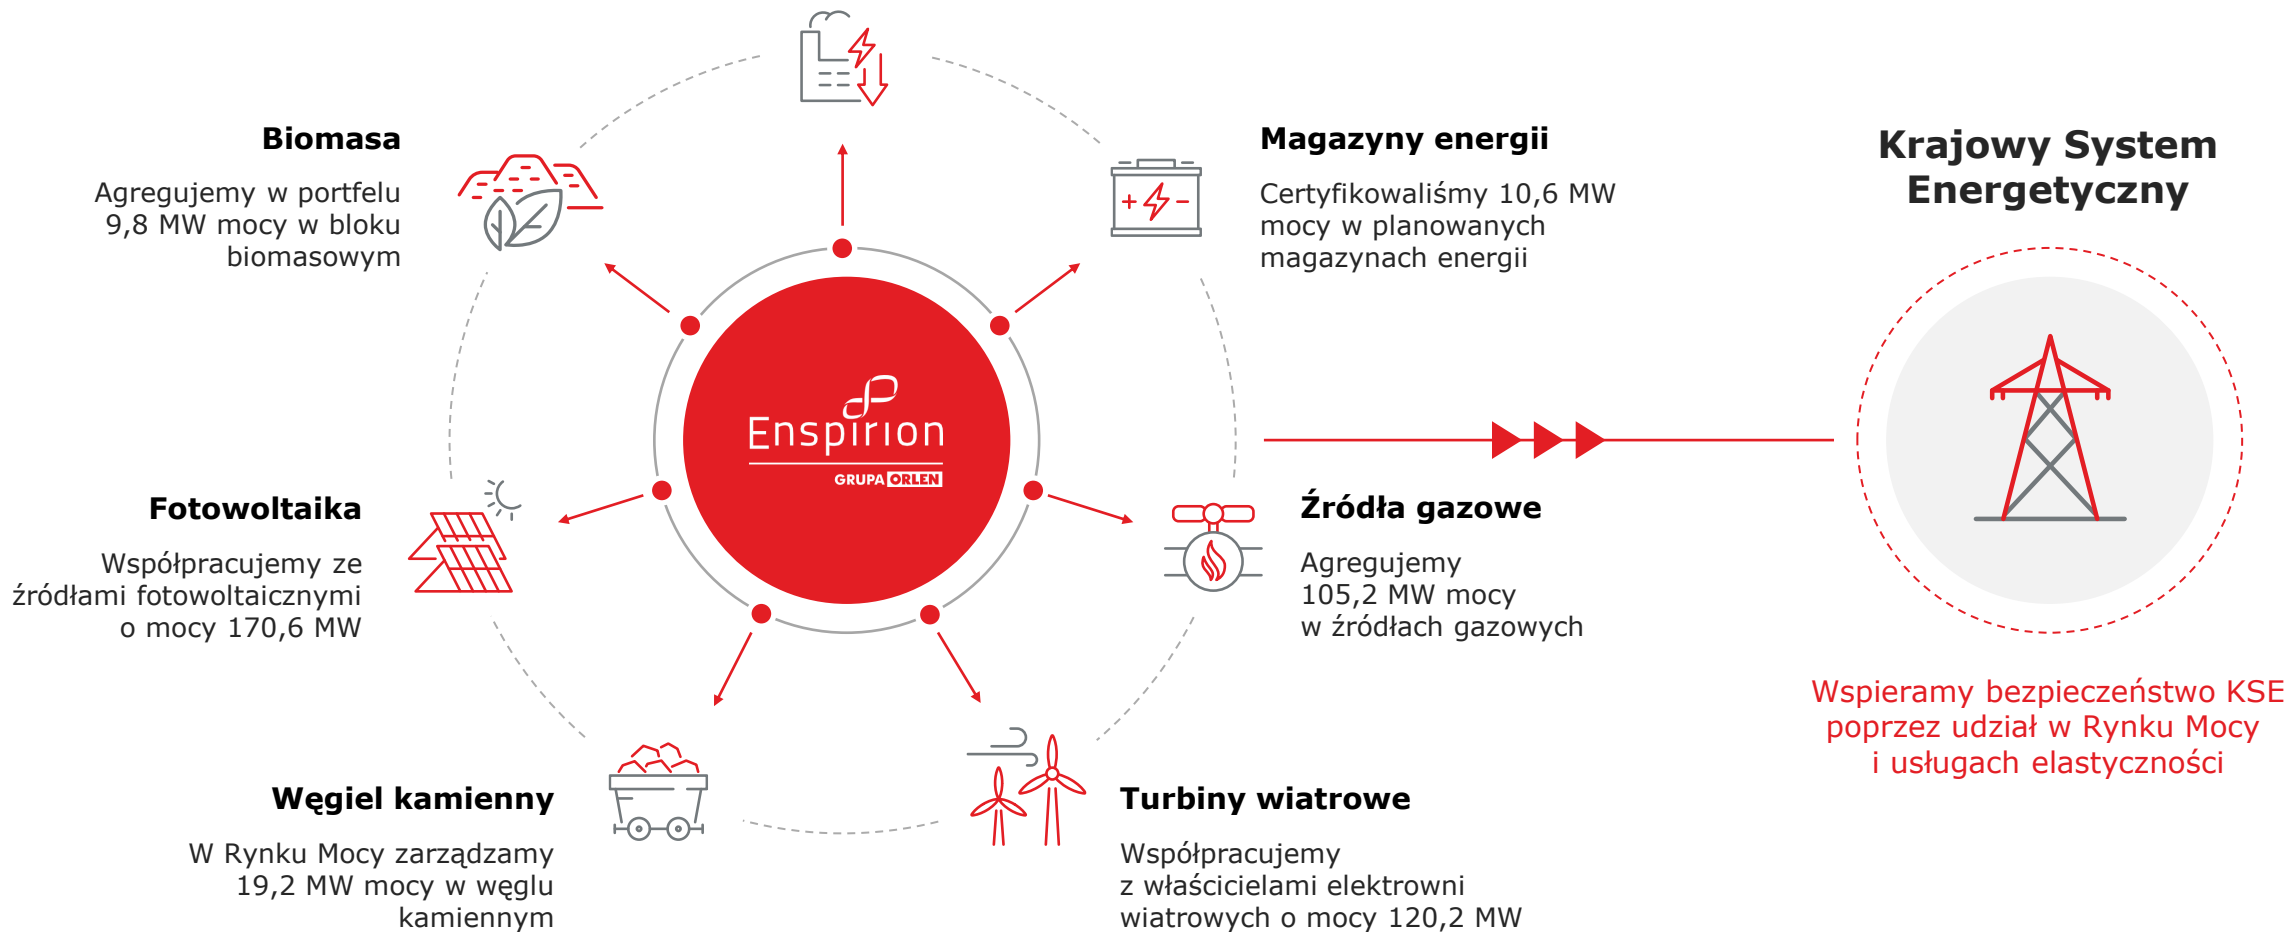 Biomasa
Agregujemy w portfelu
9,8 MW mocy w bloku
biomasowym
Magazyny energii
Certyfikowaliśmy 10,6 MW
mocy w planowanych
magazynach energii
Krajowy System
Energetyczny
Enspirion
GRUPA ORLEN
Fotowoltaika
Współpracujemy ze
źródłami fotowoltaicznymi
o mocy 170,6 MW
Źródła gazowe
Agregujemy
105,2 MW mocy
w źródłach gazowych
Wspieramy bezpieczeństwo KSE
poprzez udział w Rynku Mocy
i usługach elastyczności
Węgiel kamienny
W Rynku Mocy zarządzamy
19,2 MW mocy w węglu
kamiennym
Turbiny wiatrowe
Współpracujemy
z właścicielami elektrowni
wiatrowych o mocy 120,2 MW